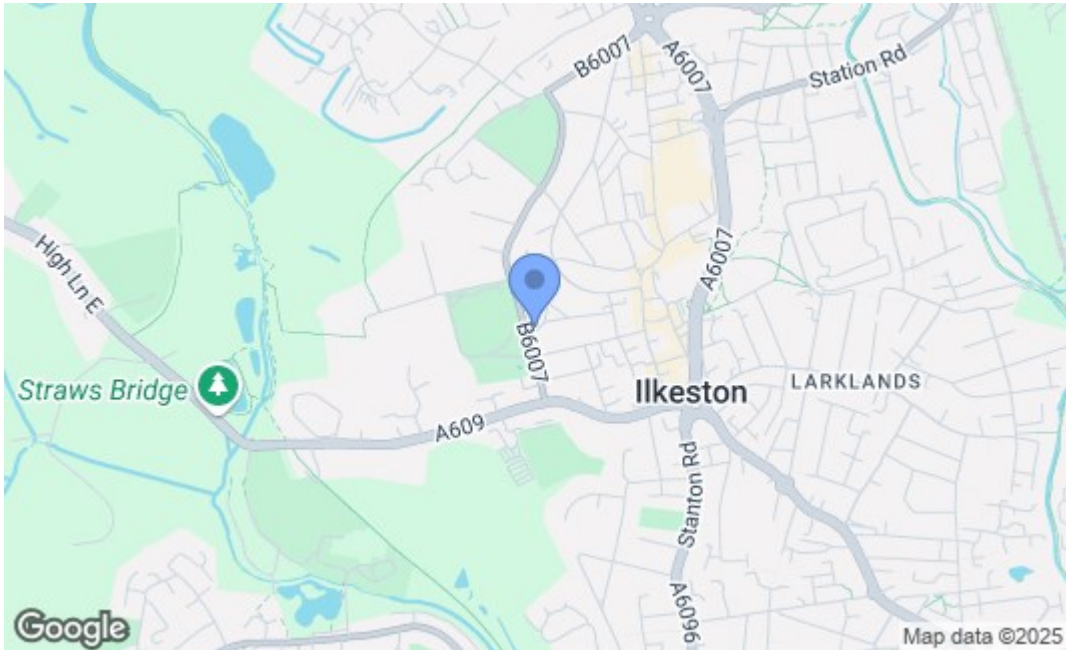 B6007
A6007
Station Rd
High Ln E
A6007
B6007
Straws Bridge
Ilkeston
LARKLANDS
A609
Stanton Rd
A6096
Google
Map data ©2025